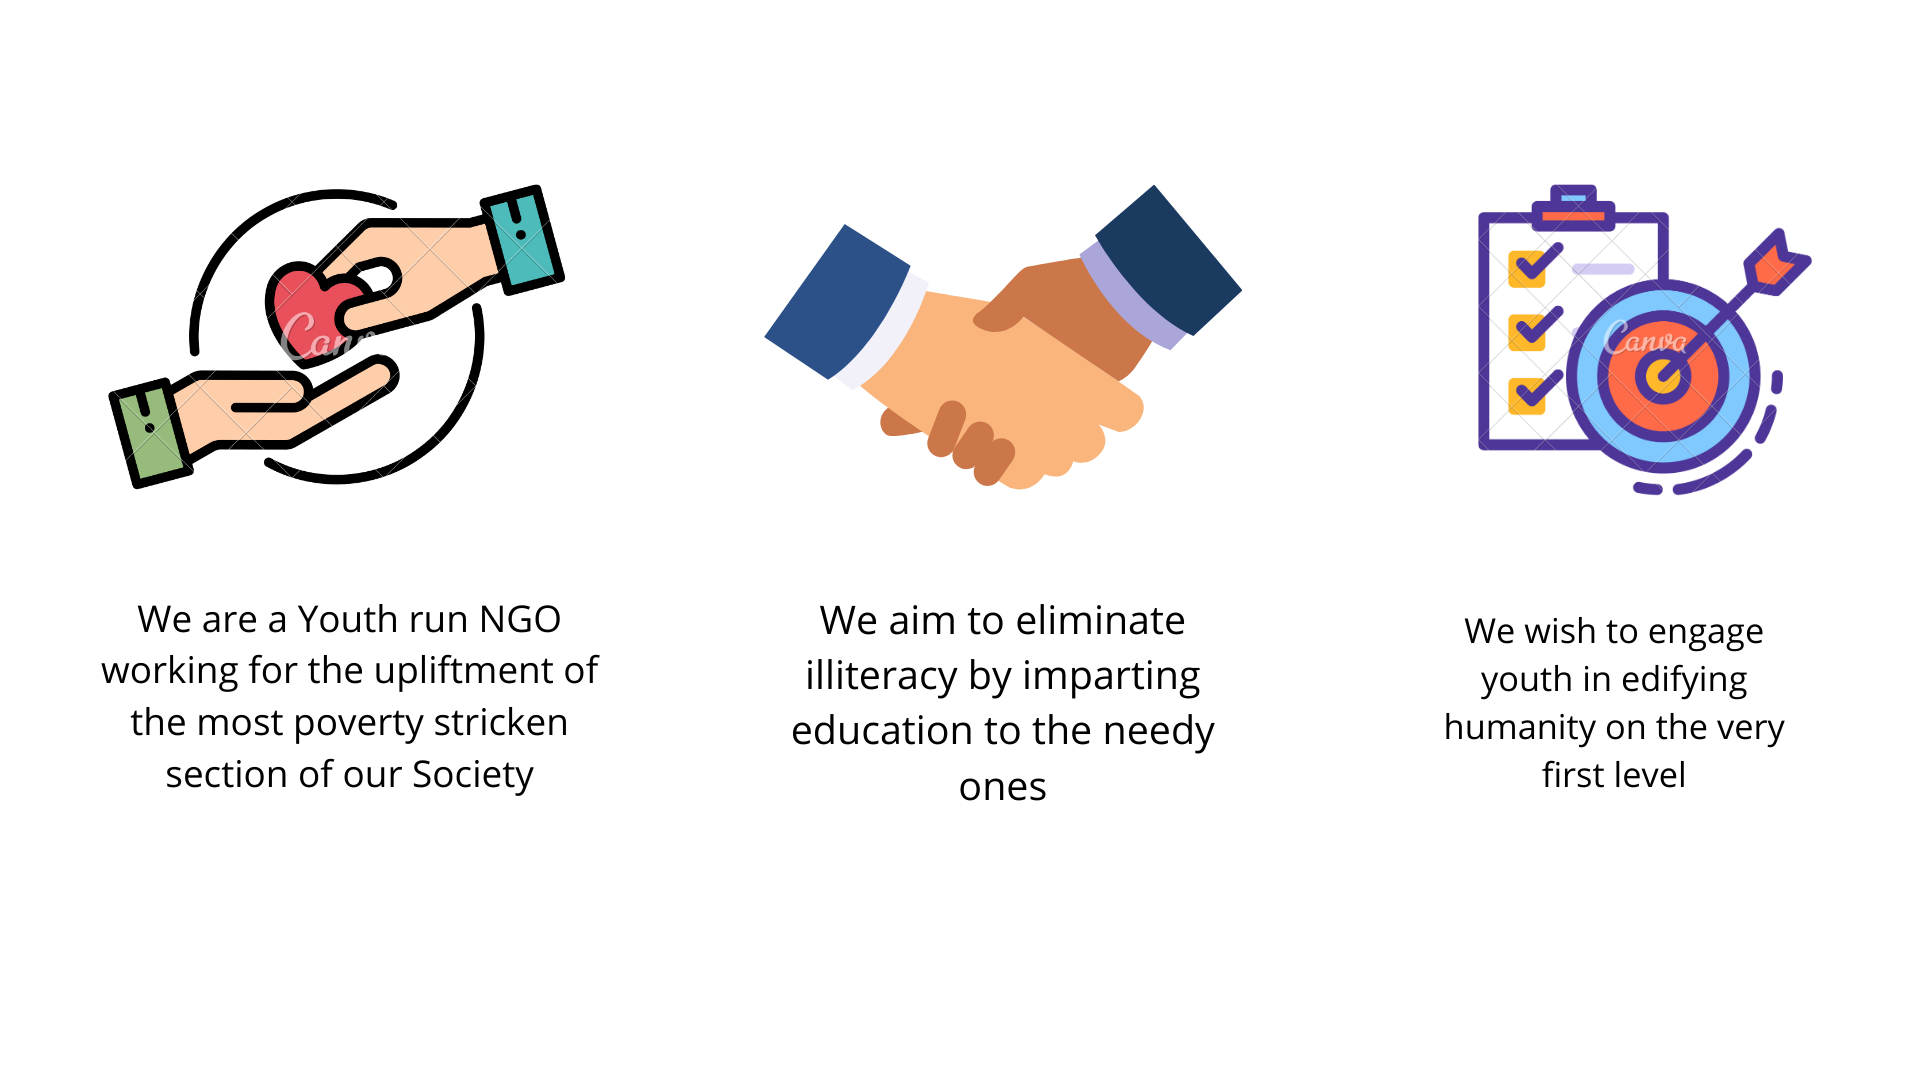 Canva
Canva
We are a Youth run NGO
working for the upliftment of
the most poverty stricken
section of our Society
We aim to eliminate
illiteracy by imparting
education to the needy
ones
We wish to engage
youth in edifying
humanity on the very
first level